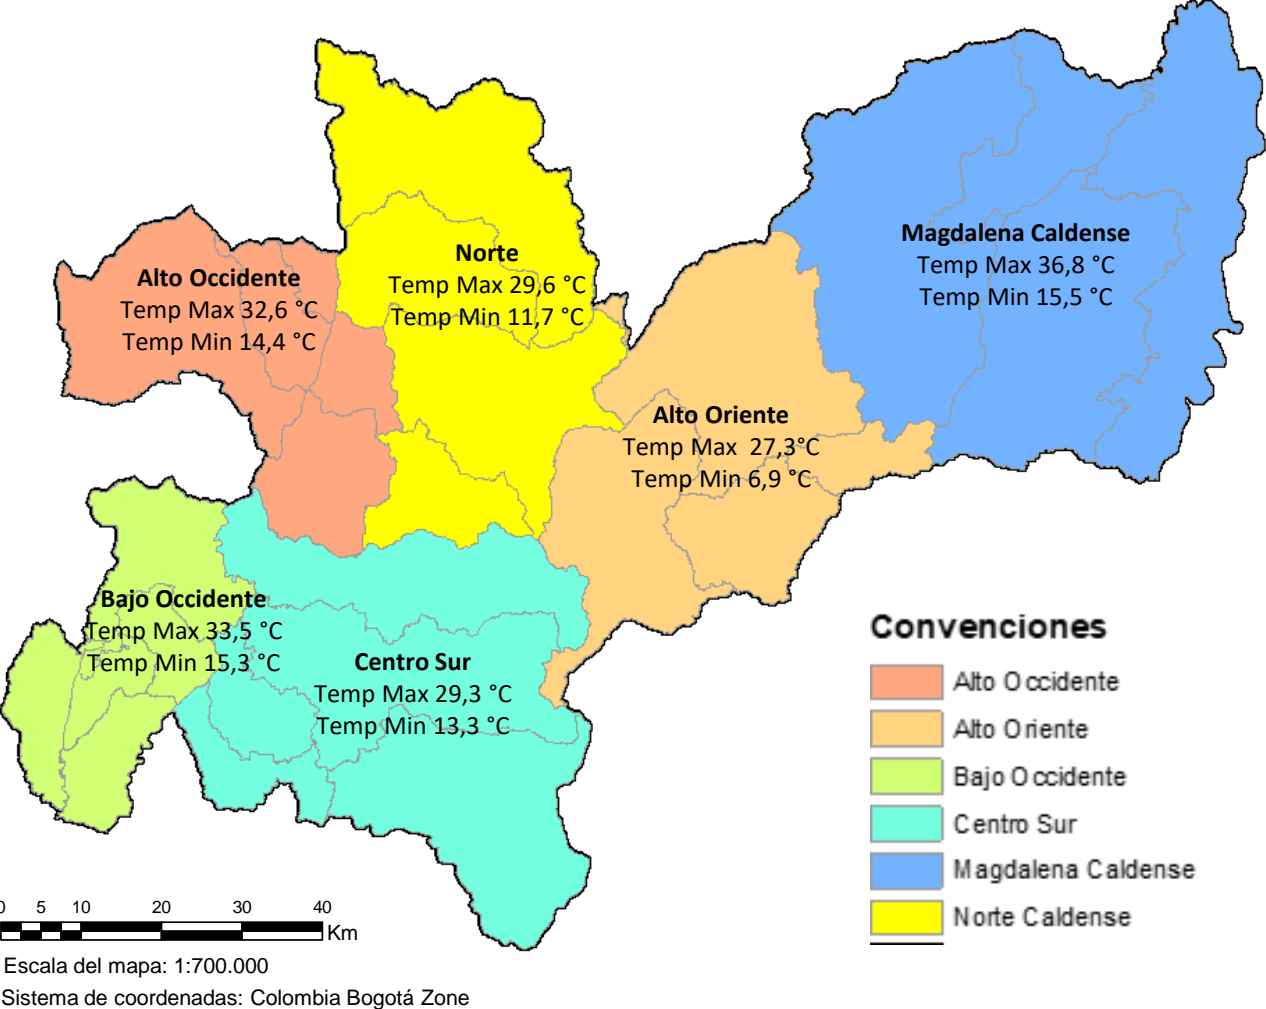 Magdalena Caldense
Temp Max 36,8 °C
Temp Min 15,5 °C
Norte
Temp Max 29,6 °C
Temp Min 11,7 °C
Alto Occidente
Temp Max 32,6 °C
Temp Min 14,4 °C
Alto Oriente
Temp Max  27,3°C
Temp Min 6,9 °C
Bajo Occidente
Temp Max 33,5 °C
Temp Min 15,3 °C
Centro Sur
Temp Max 29,3 °C
Temp Min 13,3 °C
Convenciones
Alto Occidente
Alto Oriente
Bajo Occidente
Centro Sur
Magdalena Caldense
Norte Caldense
0 5 10 20 30 40
Km
Escala del mapa: 1:700.000
Sistema de coordenadas: Colombia Bogotá Zone